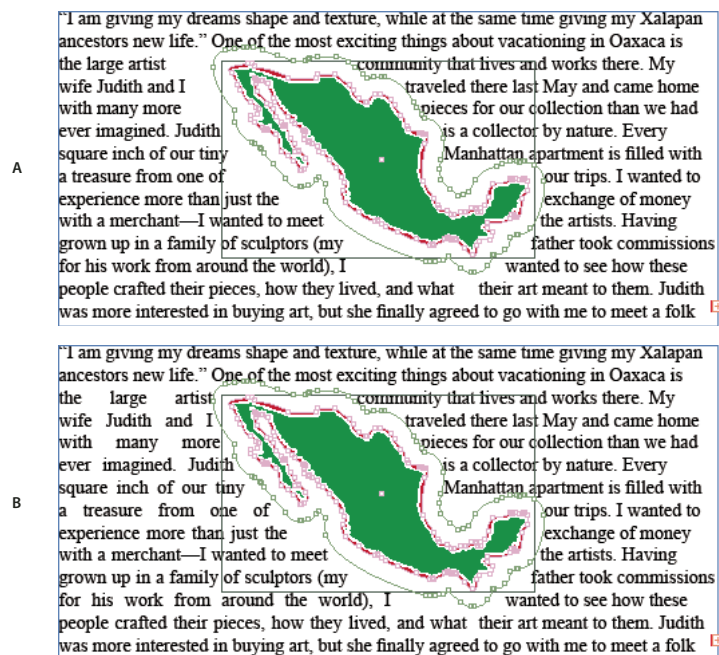 “I am giving my dreams shape and texture, while at the same time giving my Xalapan
ancestors new life.” One of the most exciting things about vacationing in Oaxaca is
the large artist community that lives and works there. My
wife Judith and I traveled there last May and came home
with many more pieces for our collection than we had
ever imagined. Judith is a collector by nature. Every
square inch of our tiny Manhattan apartment is filled with
A
a treasure from one of our trips. I wanted to
experience more than just the exchange of money
with a merchant—I wanted to meet the artists. Having
grown up in a family of sculptors (my father took commissions
for his work from around the world), I wanted to see how these
people crafted their pieces, how they lived, and what their art meant to them. Judith
was more interested in buying art, but she finally agreed to go with me to meet a folk
“I am giving my dreams shape and texture, while at the same time giving my Xalapan
ancestors new life.” One of the most exciting things about vacationing in Oaxaca is
the large artist community that lives and works there. My
wife Judith and I traveled there last May and came home
with many more pieces for our collection than we had
ever imagined. Judith is a collector by nature. Every
square inch of our tiny Manhattan apartment is filled with
B
a treasure from one of our trips. I wanted to
experience more than just the exchange of money
with a merchant—I wanted to meet the artists. Having
grown up in a family of sculptors (my father took commissions
for his work from around the world), I wanted to see how these
people crafted their pieces, how they lived, and what their art meant to them. Judith
was more interested in buying art, but she finally agreed to go with me to meet a folk